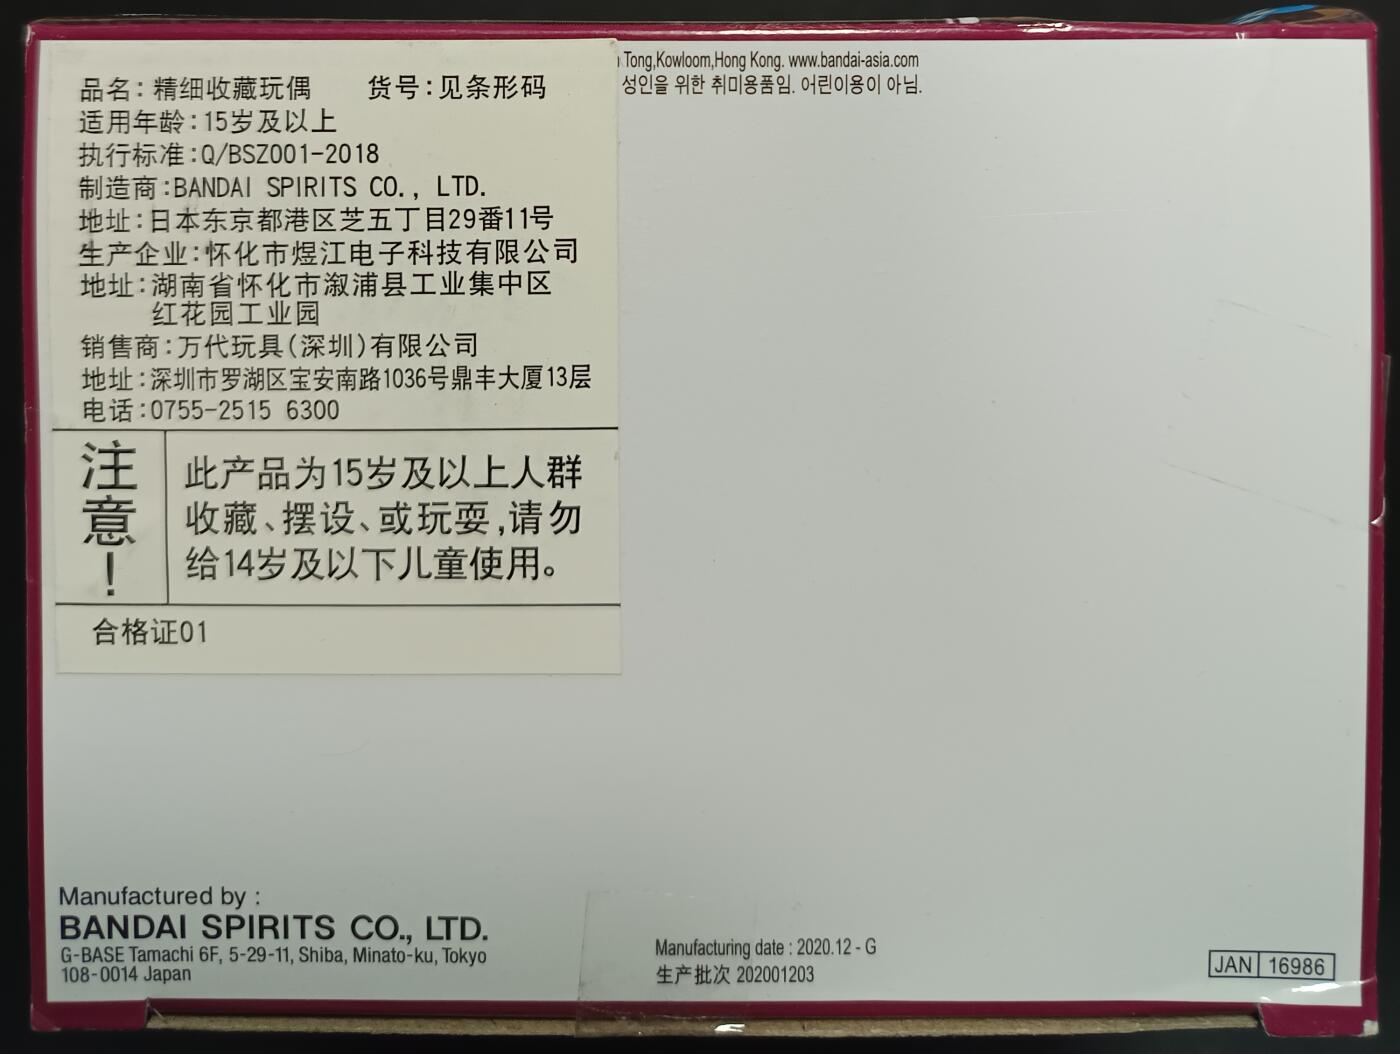 品名：精细收藏玩偶 货号：见条形码
适用年龄：15岁及以上
执行标准：Q/BSZ001-2018
制造商：BANDAI SPIRITS CO., LTD.
地址：日本东京都港区芝五丁目29番11号
生产企业：怀化市煜江电子科技有限公司
地址：湖南省怀化市溆浦县工业集中区
红花园工业园
销售商：万代玩具(深圳)有限公司
地址：深圳市罗湖区宝安南路1036号鼎丰大厦13层
电话：0755-2515 6300
注意！
此产品为15岁及以上人群
收藏、摆设、或玩耍，请勿
给14岁及以下儿童使用。
合格证01
Tong,Kowloom,Hong Kong. www.bandai-asia.com
성인을 위한 취미용품임. 어린이용이 아님.
Manufactured by :
BANDAI SPIRITS CO., LTD.
G-BASE Tamachi 6F, 5-29-11, Shiba, Minato-ku, Tokyo
108-0014 Japan
Manufacturing date : 2020.12 - G
生产批次 202001203
JAN 16986